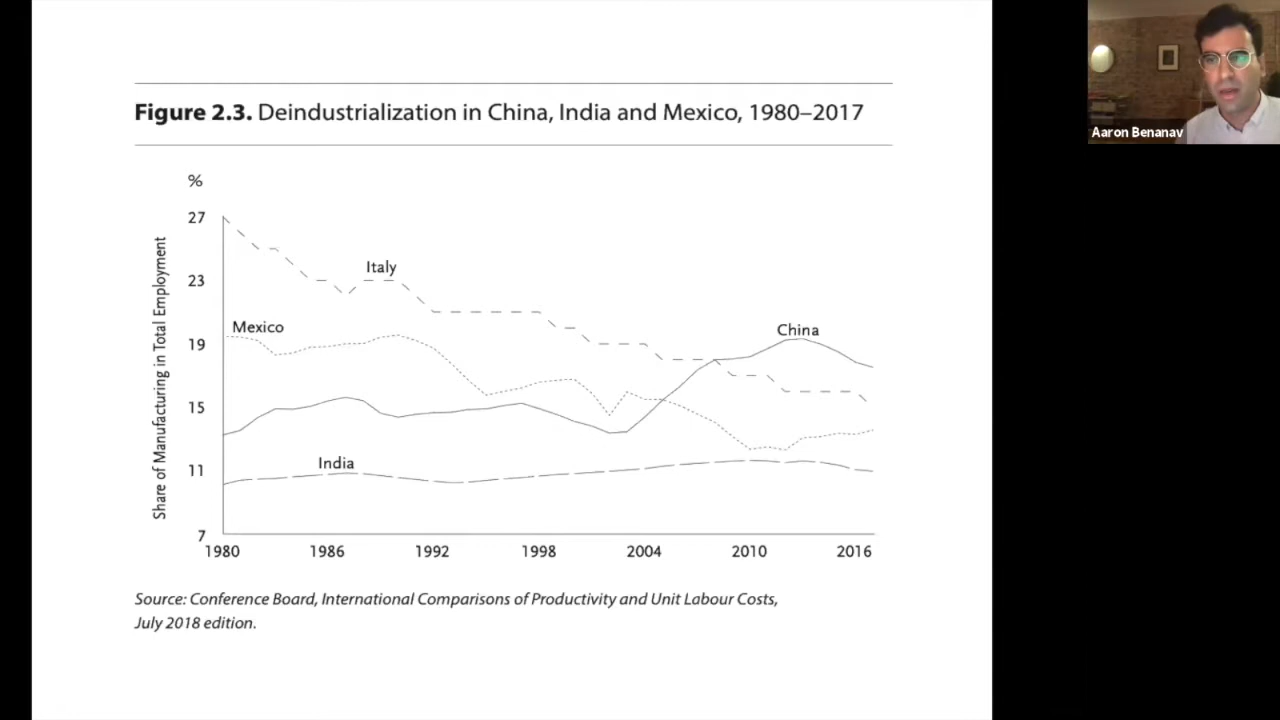 Figure 2.3. Deindustrialization in China, India and Mexico, 1980–2017
%
Share of Manufacturing in Total Employment
27
23
19
15
11
7
Italy
Mexico
China
India
1980 1986 1992 1998 2004 2010 2016
Source: Conference Board, International Comparisons of Productivity and Unit Labour Costs,
July 2018 edition.
Aaron Benanav